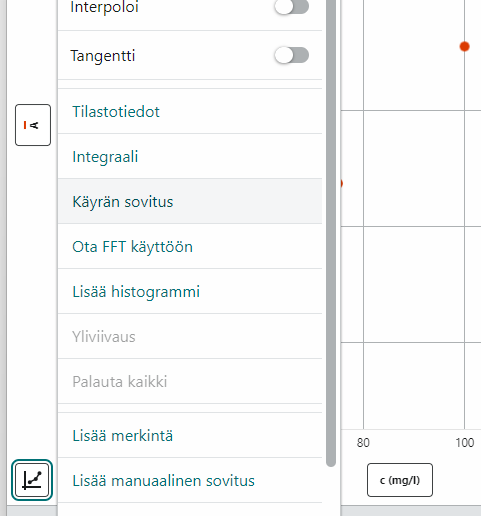 Interpoloi
Tangentti
I A
Tilastotiedot
Integraali
Käyrän sovitus
Ota FFT käyttöön
Lisää histogrammi
Yliviivaus
Palauta kaikki
Lisää merkintä
Lisää manuaalinen sovitus
80
100
c (mg/l)